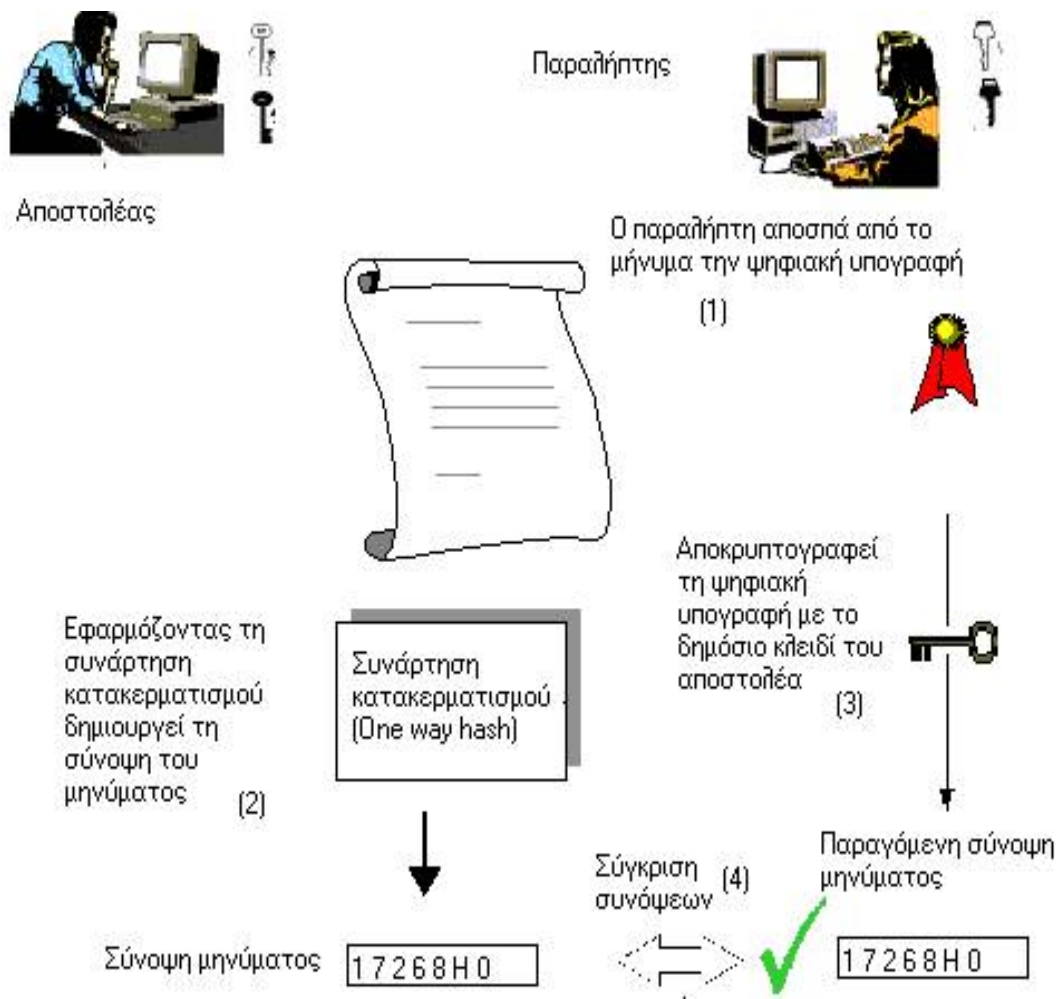 Παραλήπτης
Αποστολέας
Ο παραλήπτη αποσπά από το
μήνυμα την ψηφιακή υπογραφή
(1)
Αποκρυπτογραφεί
τη ψηφιακή
υπογραφή με το
δημόσιο κλειδί του
αποστολέα
(3)
Εφαρμόζοντας τη
συνάρτηση
κατακερματισμού
δημιουργεί τη
σύνοψη του
μηνύματος
(2)
Συνάρτηση
κατακερματισμού
(One way hash)
Σύγκριση
συνόψεων
(4)
Παραγόμενη σύνοψη
μηνύματος
Σύνοψη μηνύματος
17268H0
17268H0